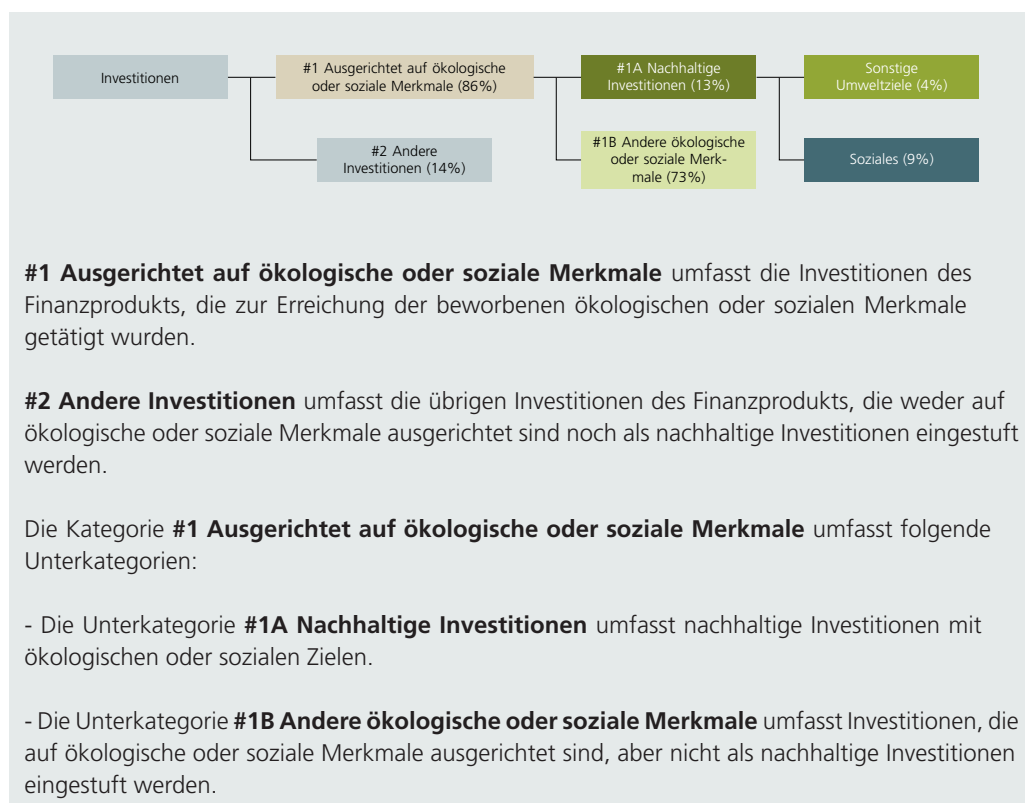 Investitionen
#1 Ausgerichtet auf ökologische
oder soziale Merkmale (86%)
#1A Nachhaltige
Investitionen (13%)
Sonstige
Umweltziele (4%)
#2 Andere
Investitionen (14%)
#1B Andere ökologische
oder soziale Merk-
male (73%)
Soziales (9%)
#1 Ausgerichtet auf ökologische oder soziale Merkmale umfasst die Investitionen des
Finanzprodukts, die zur Erreichung der beworbenen ökologischen oder sozialen Merkmale
getätigt wurden.
#2 Andere Investitionen umfasst die übrigen Investitionen des Finanzprodukts, die weder auf
ökologische oder soziale Merkmale ausgerichtet sind noch als nachhaltige Investitionen eingestuft
werden.
Die Kategorie #1 Ausgerichtet auf ökologische oder soziale Merkmale umfasst folgende
Unterkategorien:
- Die Unterkategorie #1A Nachhaltige Investitionen umfasst nachhaltige Investitionen mit
ökologischen oder sozialen Zielen.
- Die Unterkategorie #1B Andere ökologische oder soziale Merkmale umfasst Investitionen, die
auf ökologische oder soziale Merkmale ausgerichtet sind, aber nicht als nachhaltige Investitionen
eingestuft werden.